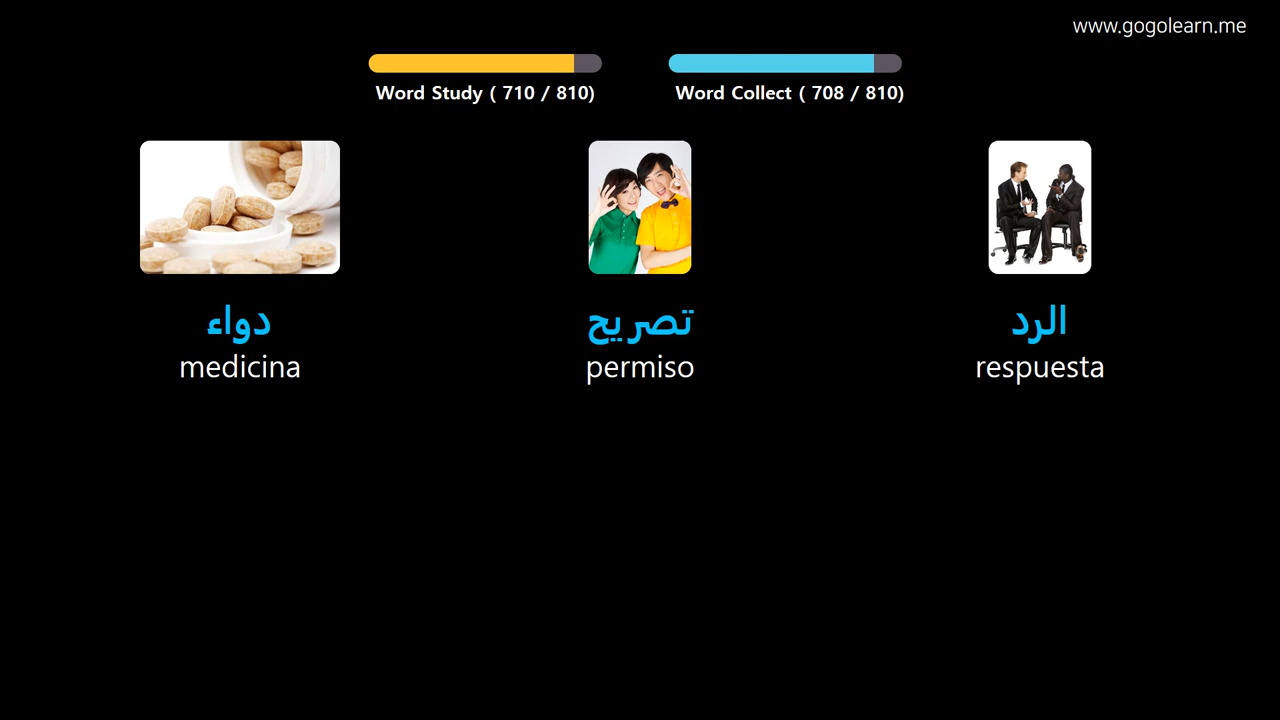 www.gogolearn.me
Word Study ( 710 / 810)
Word Collect ( 708 / 810)
دواء
medicina
تصريح
permiso
الرد
respuesta